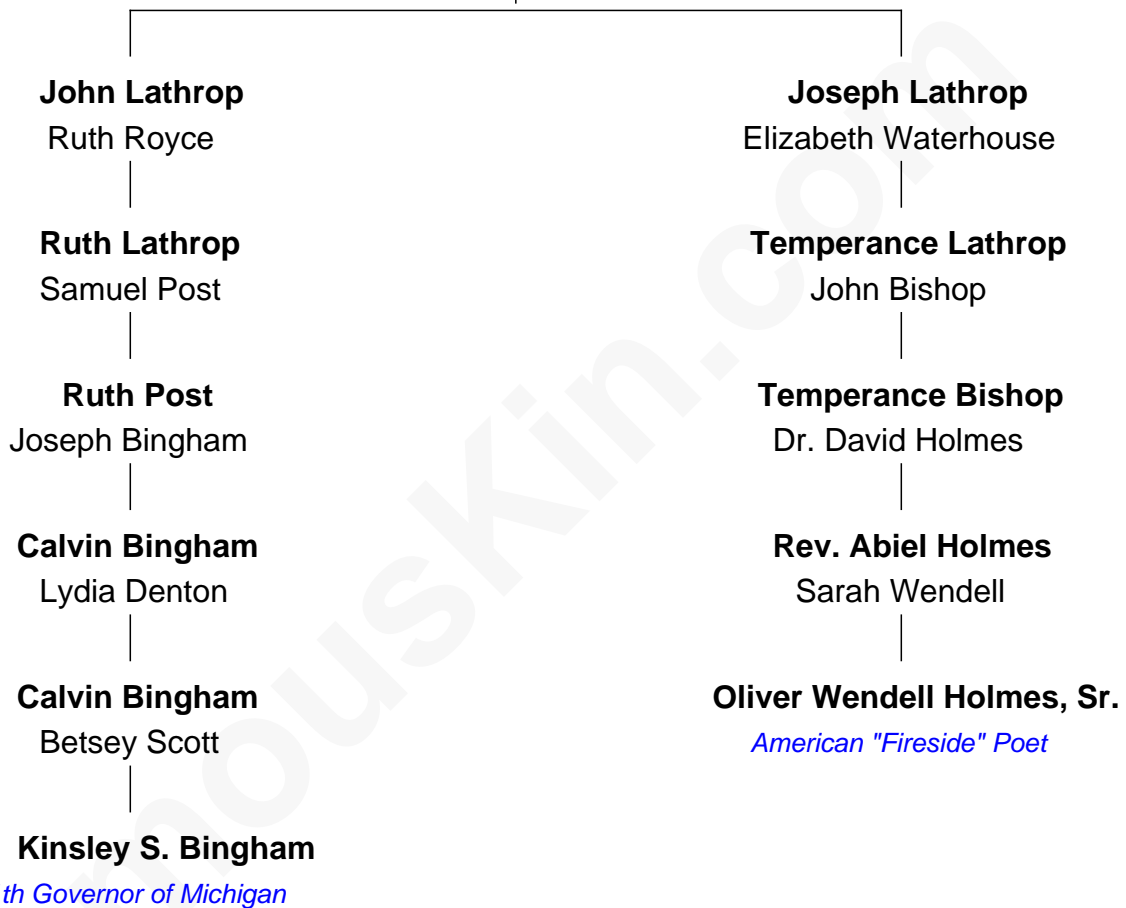 John Lathrop
Ruth Royce
Ruth Lathrop
Samuel Post
Ruth Post
Joseph Bingham
Calvin Bingham
Lydia Denton
Calvin Bingham
Betsey Scott
Kinsley S. Bingham
th Governor of Michigan
Joseph Lathrop
Elizabeth Waterhouse
Temperance Lathrop
John Bishop
Temperance Bishop
Dr. David Holmes
Rev. Abiel Holmes
Sarah Wendell
Oliver Wendell Holmes, Sr.
American "Fireside" Poet
mousKin.com